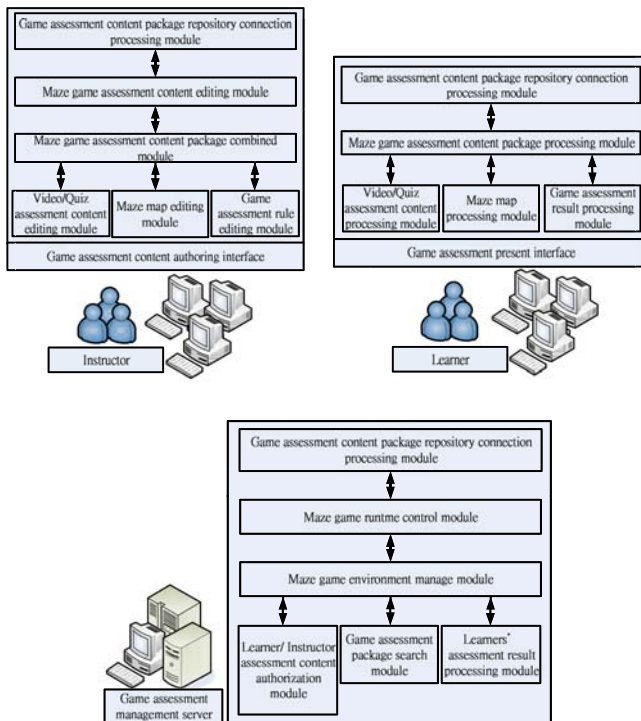 Game assessment content package repository connection
processing module
Maze game assessment content editing module
Maze game assessment content package combined
module
Video/Quiz
assessment content
editing module
Maze map editing
module
Game
assessment rule
editing module
Game assessment content authoring interface
Instructor
Game assessment content package repository connection
processing module
Maze game assessment content package processing module
Video/Quiz
assessment content
processing module
Maze map
processing module
Game assessment
result processing
module
Game assessment present interface
Learner
Game assessment content package repository connection
processing module
Maze game runtme control module
Maze game environment manage module
Learner/ Instructor
assessment content
authorization
module
Game assessment
package search
module
Learners'
assessment result
processing module
Game assessment
management server